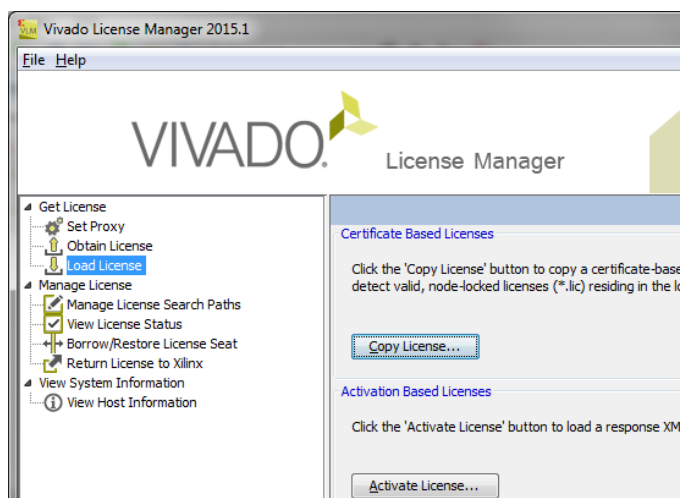 Vivado License Manager 2015.1
File Help
VIVADO.
License Manager
Get License
Set Proxy
Obtain License
Load License
Manage License
Manage License Search Paths
View License Status
Borrow/Restore License Seat
Return License to Xilinx
View System Information
View Host Information
Certificate Based Licenses
Click the 'Copy License' button to copy a certificate-base
detect valid, node-locked licenses (*.lic) residing in the lo
Copy License...
Activation Based Licenses
Click the 'Activate License' button to load a response XM
Activate License...